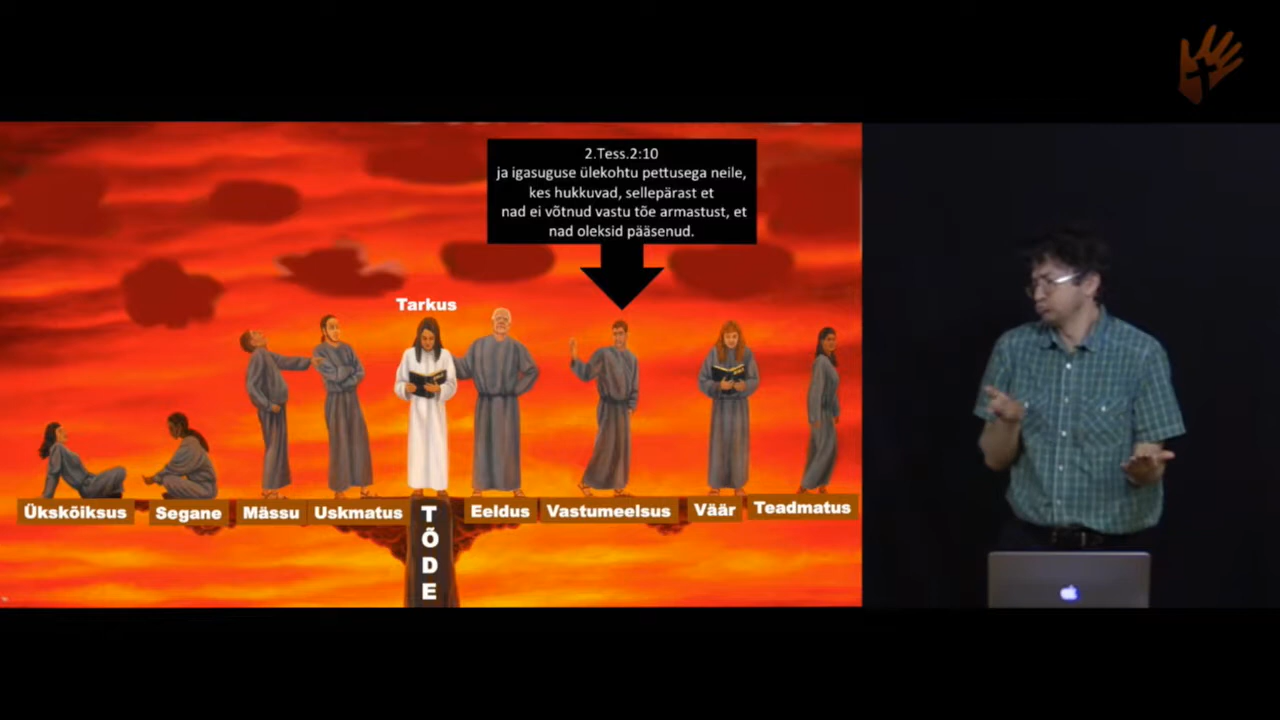 2.Tess.2:10
ja igasuguse ülekohtu pettusega neile,
kes hukkuvad, sellepärast et
nad ei võtnud vastu tõe armastust, et
nad oleksid pääsenud.
Tarkus
Ükskõiksus
Segane
Mässu
Uskmatus
Eeldus
Vastumeelsus
Väär
Teadmatus
T
Õ
D
E